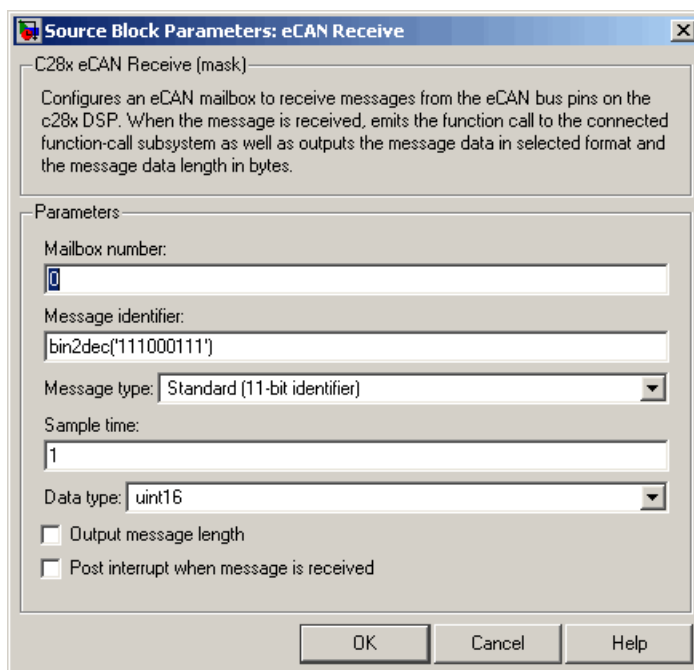 Source Block Parameters: eCAN Receive
C28x eCAN Receive (mask)
Configures an eCAN mailbox to receive messages from the eCAN bus pins on the
c28x DSP. When the message is received, emits the function call to the connected
function-call subsystem as well as outputs the message data in selected format and
the message data length in bytes.
Parameters
Mailbox number:
0
Message identifier:
bin2dec('111000111')
Message type: Standard (11-bit identifier)
Sample time:
1
Data type: uint16
Output message length
Post interrupt when message is received
OK Cancel Help